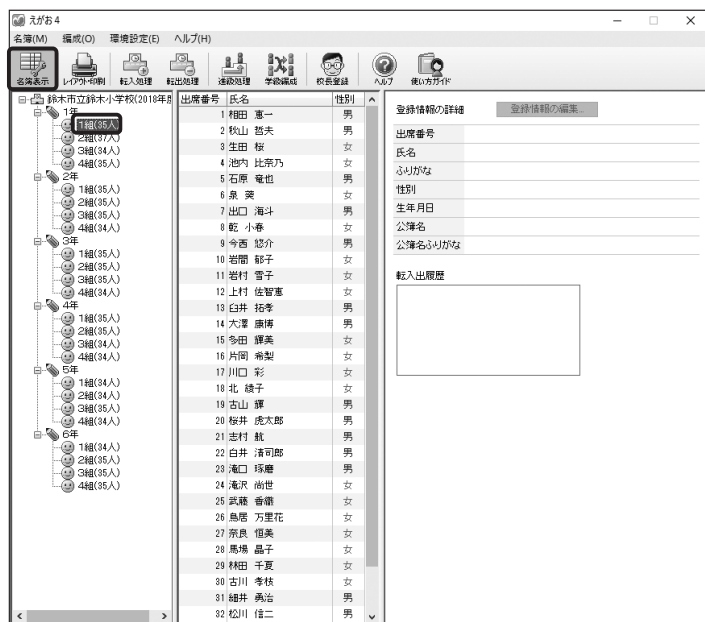 えがお4
名簿(M) 編成(O) 環境設定(E) ヘルプ(H)
名簿表示 レイアウト印刷 転入処理 転出処理 進級処理 学級編成 校長登録 ヘルプ 使い方ガイド
鈴木市立鈴木小学校(2018年度
1年
1組(35人)
2組(37人)
3組(34人)
4組(35人)
2年
1組(35人)
2組(35人)
3組(35人)
4組(34人)
3年
1組(35人)
2組(35人)
3組(35人)
4組(34人)
4年
1組(35人)
2組(35人)
3組(34人)
4組(34人)
5年
1組(34人)
2組(34人)
3組(35人)
4組(34人)
6年
1組(34人)
2組(35人)
3組(35人)
4組(35人)
出席番号 氏名 性別
1 相田 恵一 男
2 秋山 哲夫 男
3 生田 桜 女
4 池内 比奈乃 女
5 石原 竜也 男
6 泉 葵 女
7 出口 海斗 男
8 乾 小春 女
9 今西 悠介 男
10 岩間 郁子 女
11 岩村 雪子 女
12 上村 佐智恵 女
13 臼井 拓孝 男
14 大澤 康博 男
15 多田 輝美 女
16 片岡 希梨 女
17 川口 彩 女
18 北 綾子 女
19 古山 輝 男
20 桜井 虎太郎 男
21 志村 航 男
22 白井 清司郎 男
23 滝口 琢磨 男
24 滝沢 尚世 女
25 武藤 香織 女
26 鳥居 万里花 女
27 奈良 恒美 女
28 馬場 晶子 女
29 林田 千夏 女
30 古川 孝枝 女
31 細井 勇治 男
32 松川 信二 男
登録情報の詳細 登録情報の編集...
出席番号
氏名
ふりがな
性別
生年月日
公簿名
公簿名ふりがな
転入出履歴